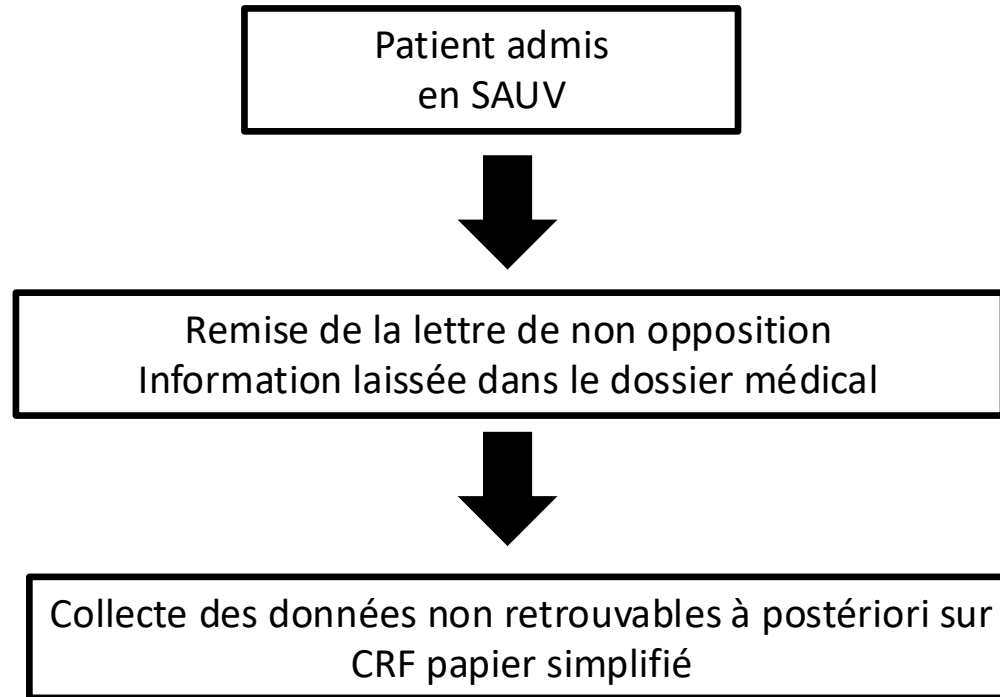 Patient admis
en SAUV
Remise de la lettre de non opposition
Information laissée dans le dossier médical
Collecte des données non retrouvables à postériori sur
CRF papier simplifié